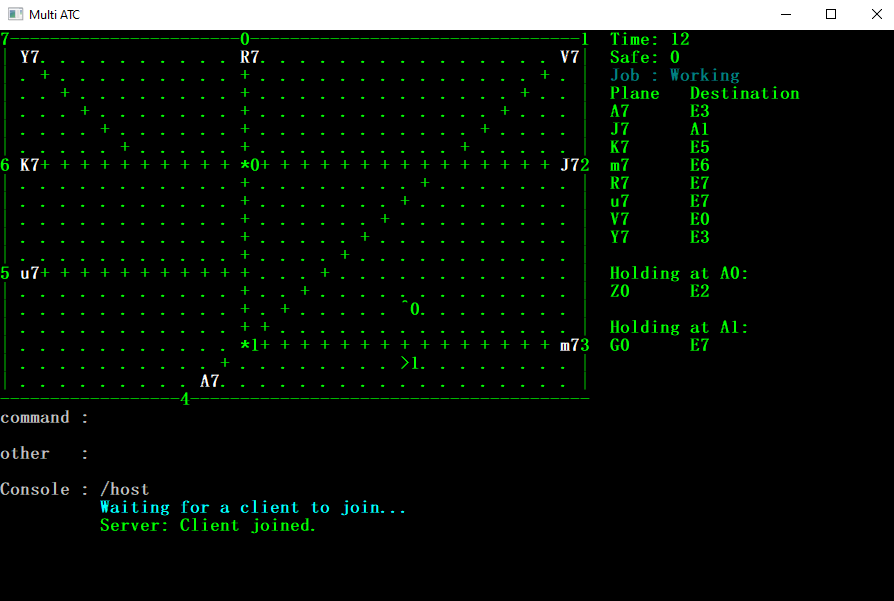 Multi ATC
7 0 1 Time: 12
Y7 R7 V7 Safe: 0
Job : Working
Plane Destination
A7 E3
J7 A1
K7 E5
6 K7 *0 J7 2 m7 E6
R7 E7
u7 E7
V7 E0
Y7 E3
5 u7 Holding at A0:
Z0 E2
^0
Holding at A1:
*1 m7 3 G0 E7
>1
A7
4
command :
other :
Console : /host
Waiting for a client to join...
Server: Client joined.